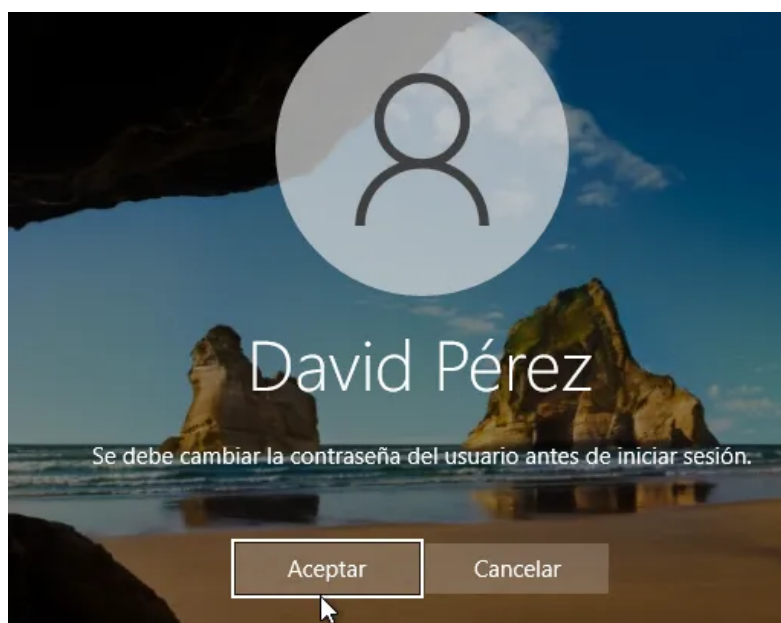 David Pérez
Se debe cambiar la contraseña del usuario antes de iniciar sesión.
Aceptar
Cancelar